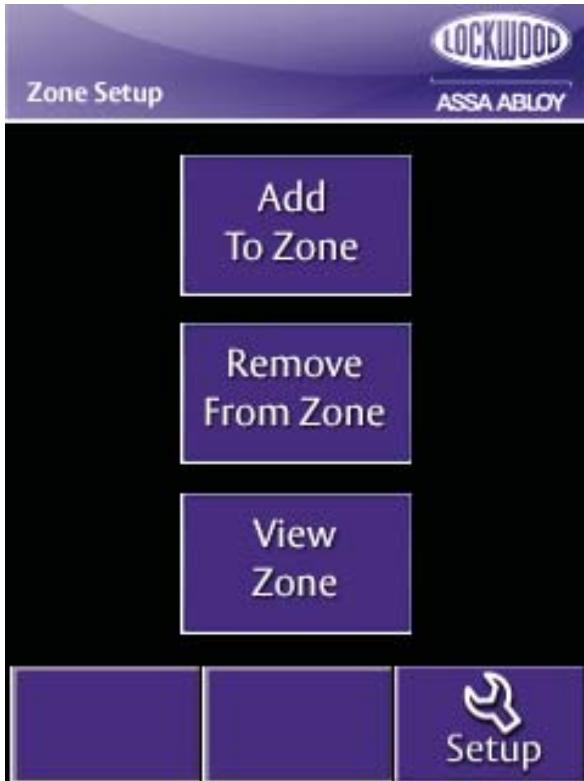 LOCKWOOD
Zone Setup
ASSA ABLOY
Add
To Zone
Remove
From Zone
View
Zone
Setup